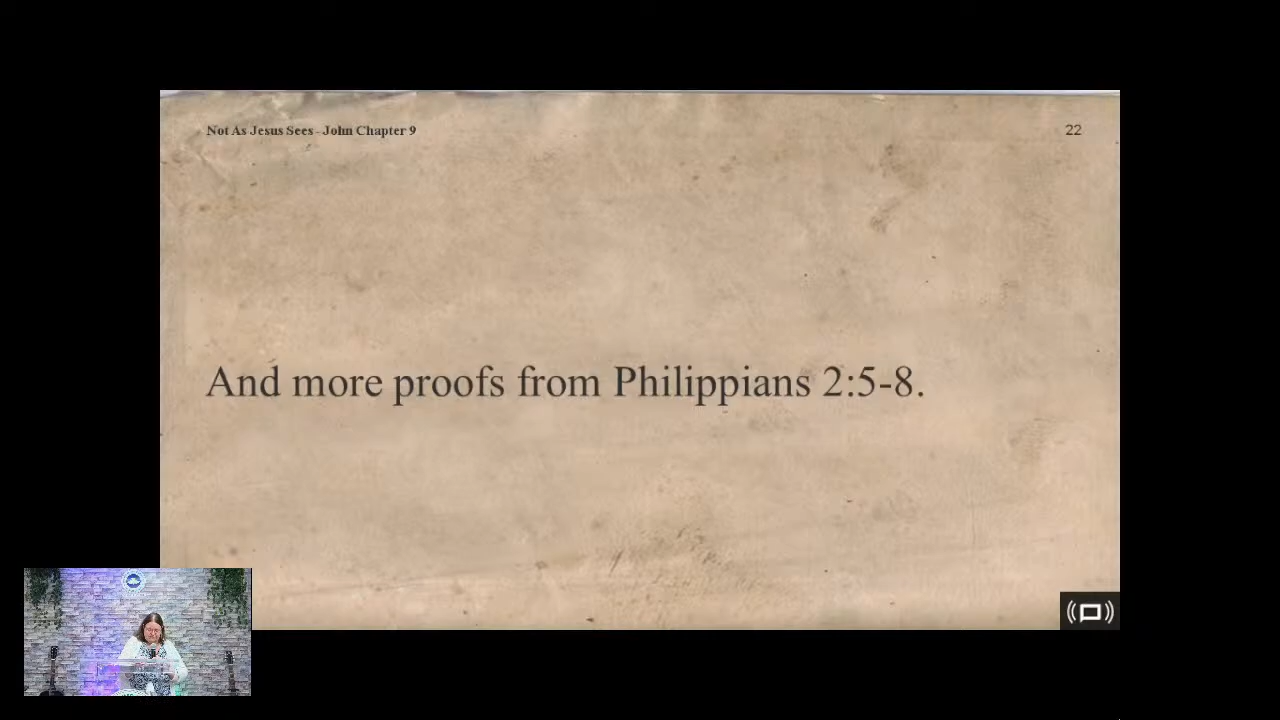 Not As Jesus Sees - John Chapter 9
22
And more proofs from Philippians 2:5-8.